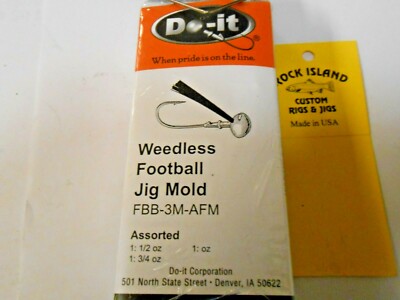 Do-it
®
When pride is on the line.
Weedless
Football
Jig Mold
FBB-3M-AFM
Assorted
1: 1/2 oz 1: oz
1: 3/4 oz
Do-it Corporation
501 North State Street • Denver, IA 50622
ROCK ISLAND
CUSTOM
RIGS & JIGS
Made in USA